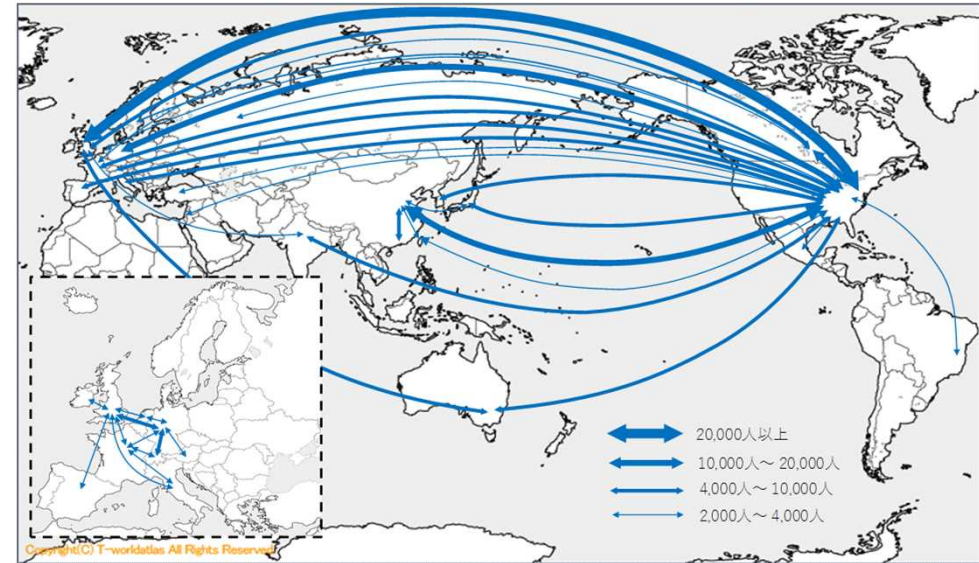 20,000人以上
10,000人～ 20,000人
4,000人～ 10,000人
2,000人～ 4,000人
Copyright(C) T-worldatlas All Rights Reserved